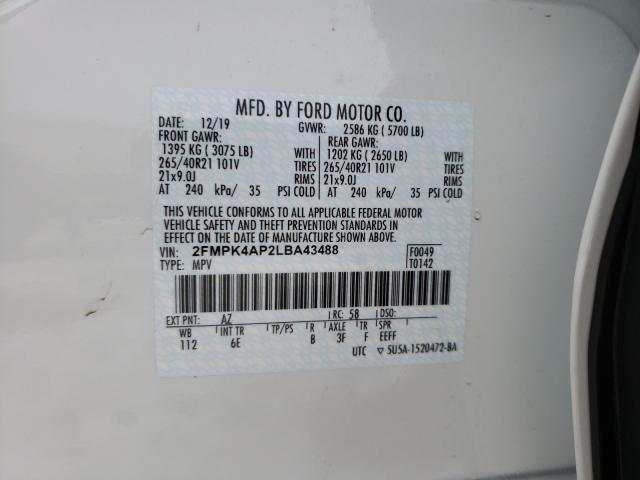 MFD. BY FORD MOTOR CO.
DATE: 12/19 GVWR: 2586 KG ( 5700 LB)
FRONT GAWR: REAR GAWR:
1395 KG ( 3075 LB) WITH 1202 KG ( 2650 LB) WITH
265/40R21 101V TIRES 265/40R21 101V TIRES
21x9.0J RIMS 21x9.0J RIMS
AT 240 kPa/ 35 PSI COLD AT 240 kPa/ 35 PSI COLD
THIS VEHICLE CONFORMS TO ALL APPLICABLE FEDERAL MOTOR
VEHICLE SAFETY AND THEFT PREVENTION STANDARDS IN
EFFECT ON THE DATE OF MANUFACTURE SHOWN ABOVE.
VIN: 2FMPK4AP2LBA43488 F0049
TYPE: MPV T0142
EXT PNT: AZ RC: 58 DSO:
WB INT TR TP/PS R AXLE TR SPR
112 6E B 3F F EEFF
UTC ▽ 5U5A-1520472-BA